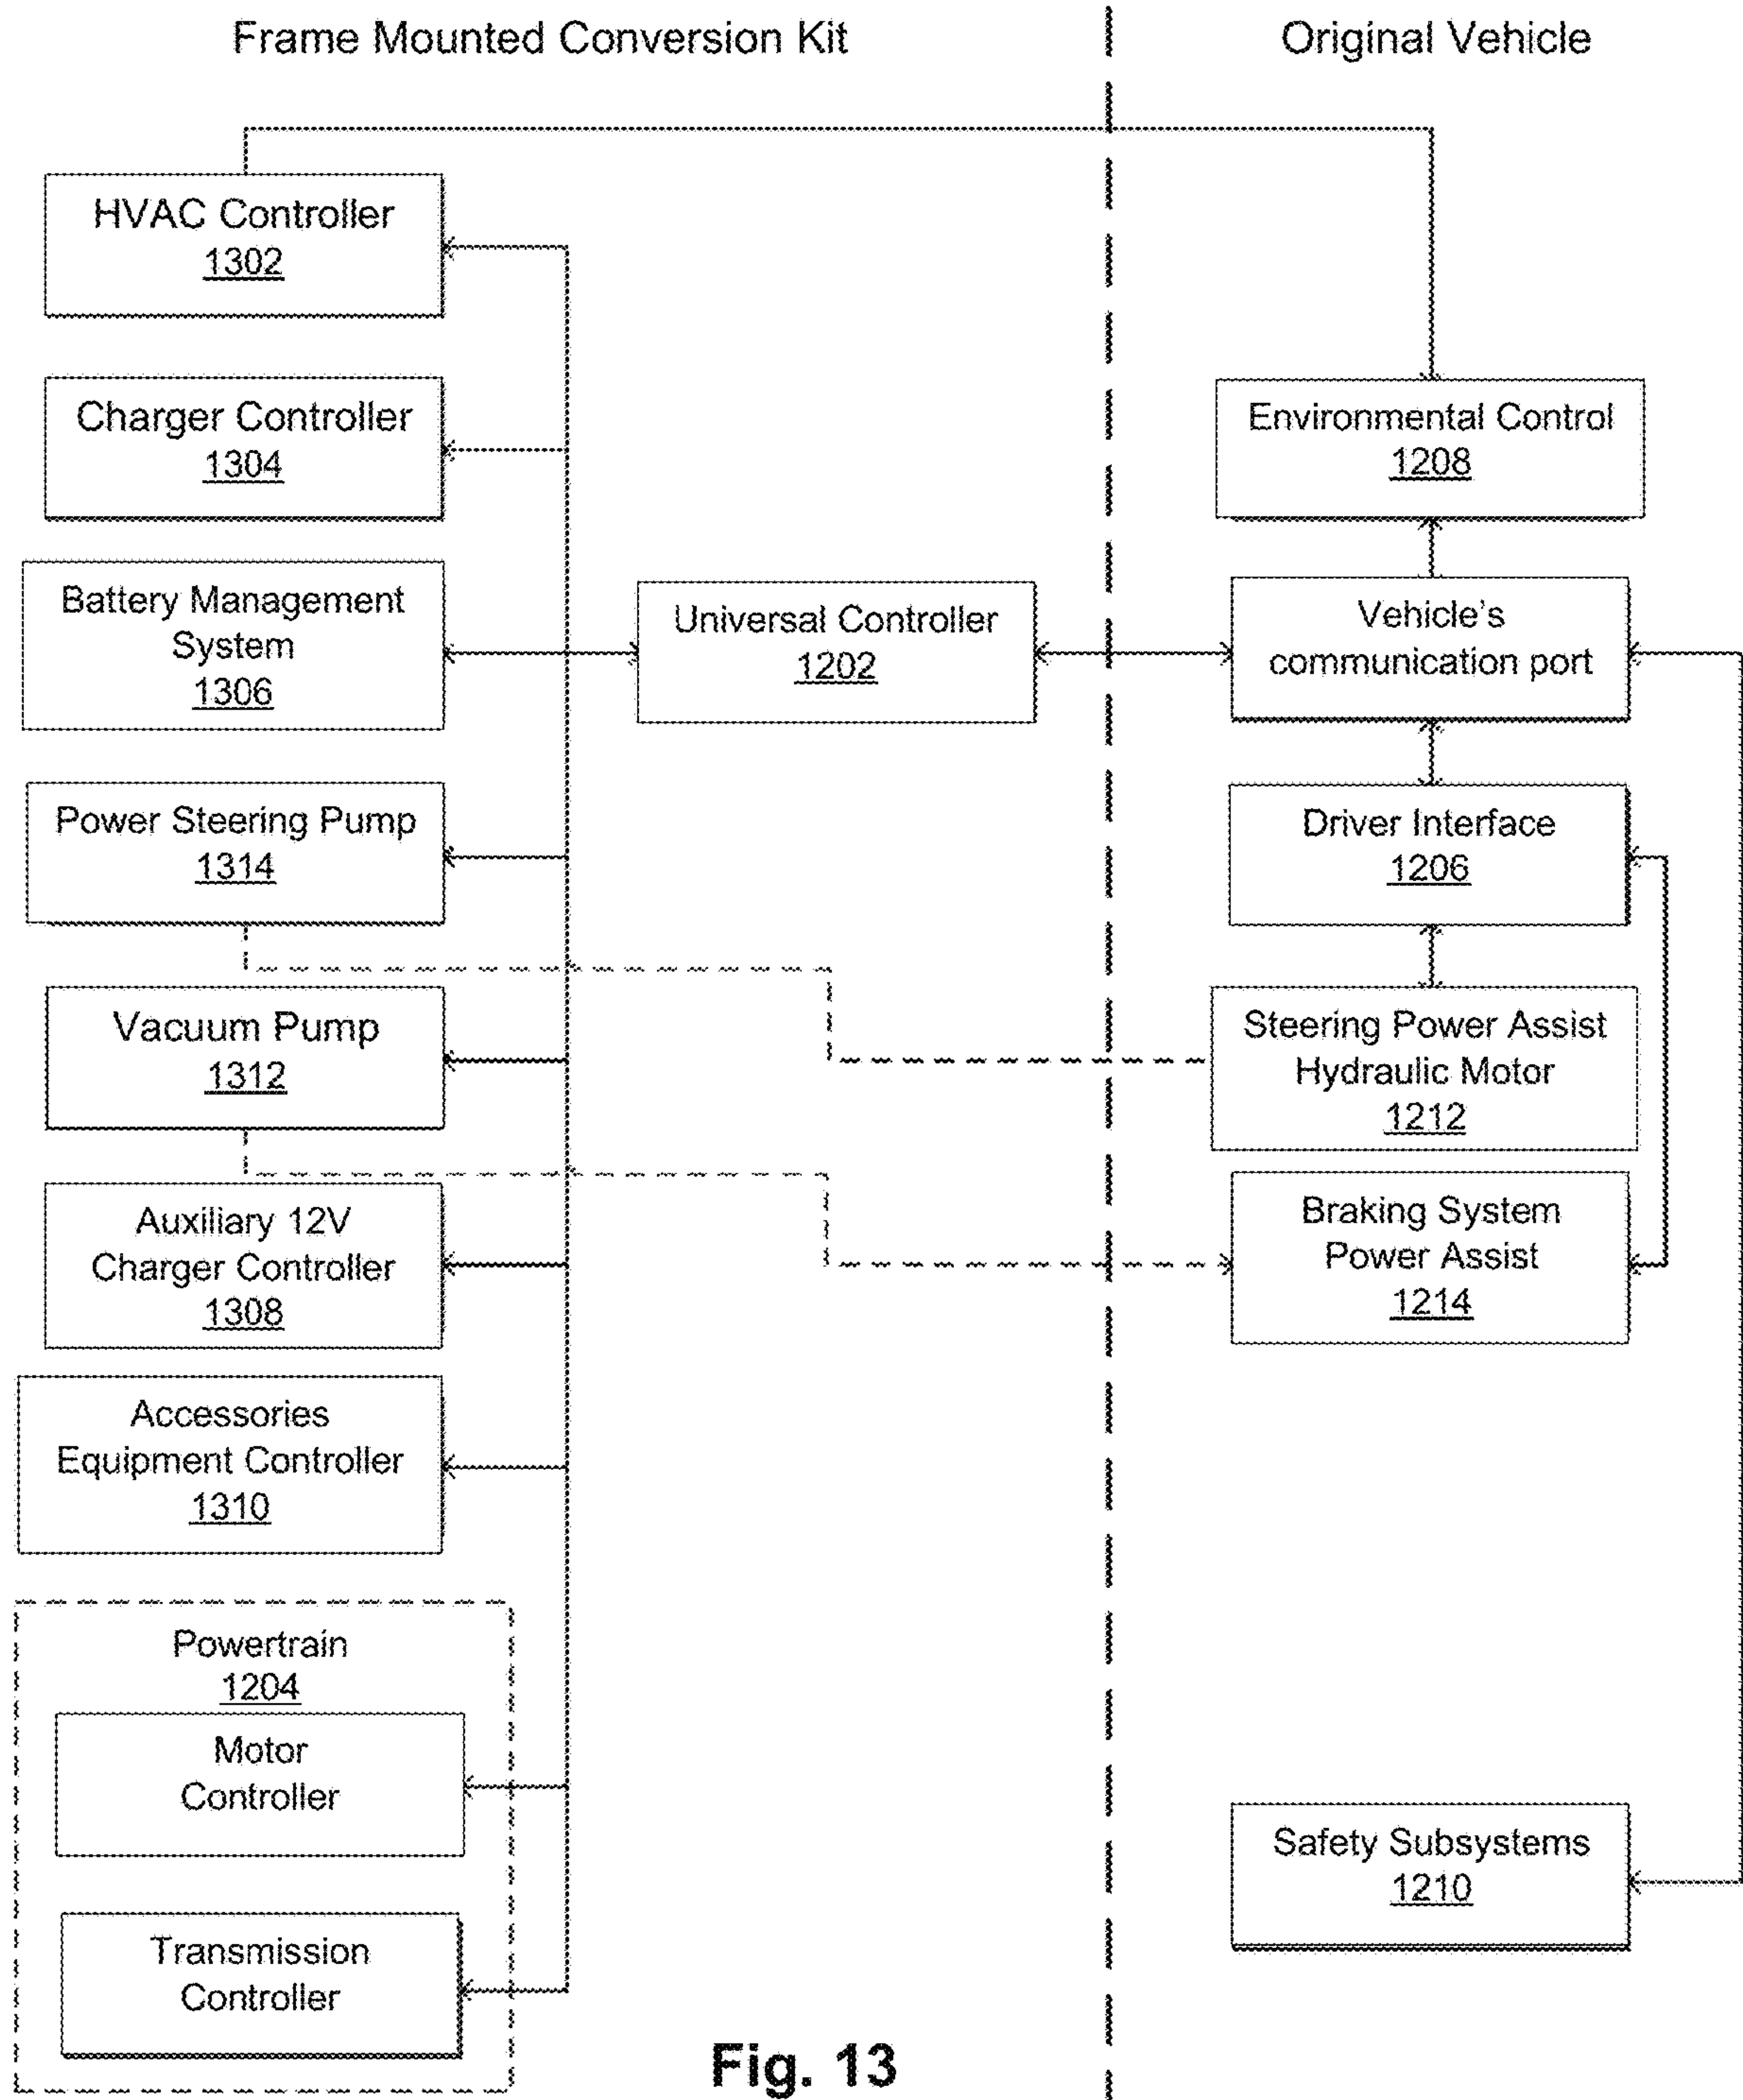 Frame Mounted Conversion Kit
Original Vehicle
HVAC Controller
1302
Charger Controller
1304
Battery Management
System
1306
Power Steering Pump
1314
Vacuum Pump
1312
Auxiliary 12V
Charger Controller
1308
Accessories
Equipment Controller
1310
Powertrain
1204
Motor
Controller
Transmission
Controller
Universal Controller
1202
Environmental Control
1208
Vehicle's
communication port
Driver Interface
1206
Steering Power Assist
Hydraulic Motor
1212
Braking System
Power Assist
1214
Safety Subsystems
1210
Fig. 13